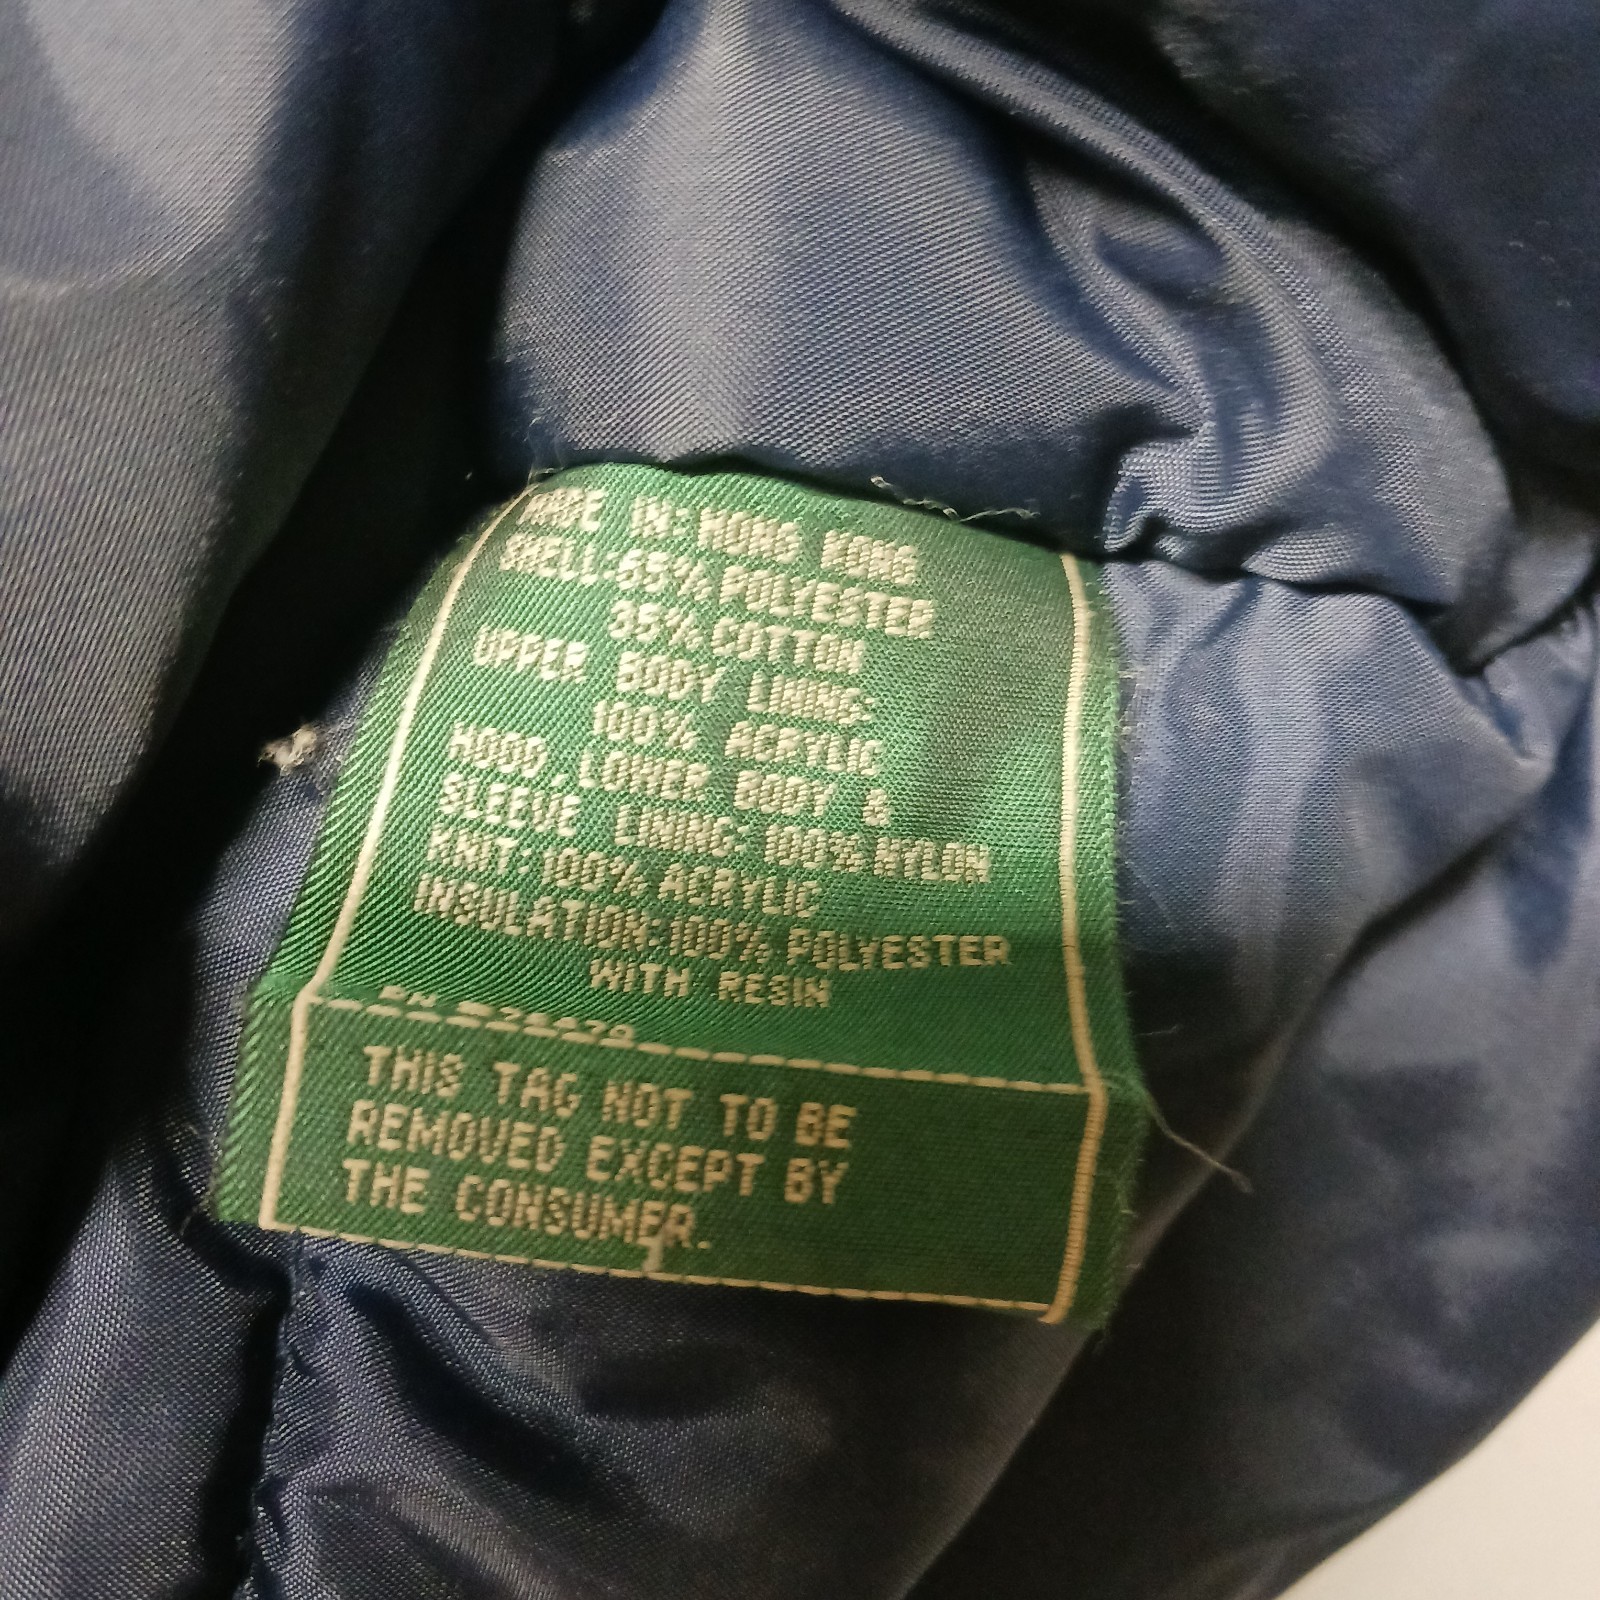 MADE IN: HONG KONG
SHELL: 65% POLYESTER
35% COTTON
UPPER BODY LINING:
100% ACRYLIC
HOOD, LOWER BODY &
SLEEVE LINING: 100% NYLON
KNIT: 100% ACRYLIC
INSULATION: 100% POLYESTER
WITH RESIN
THIS TAG NOT TO BE
REMOVED EXCEPT BY
THE CONSUMER.